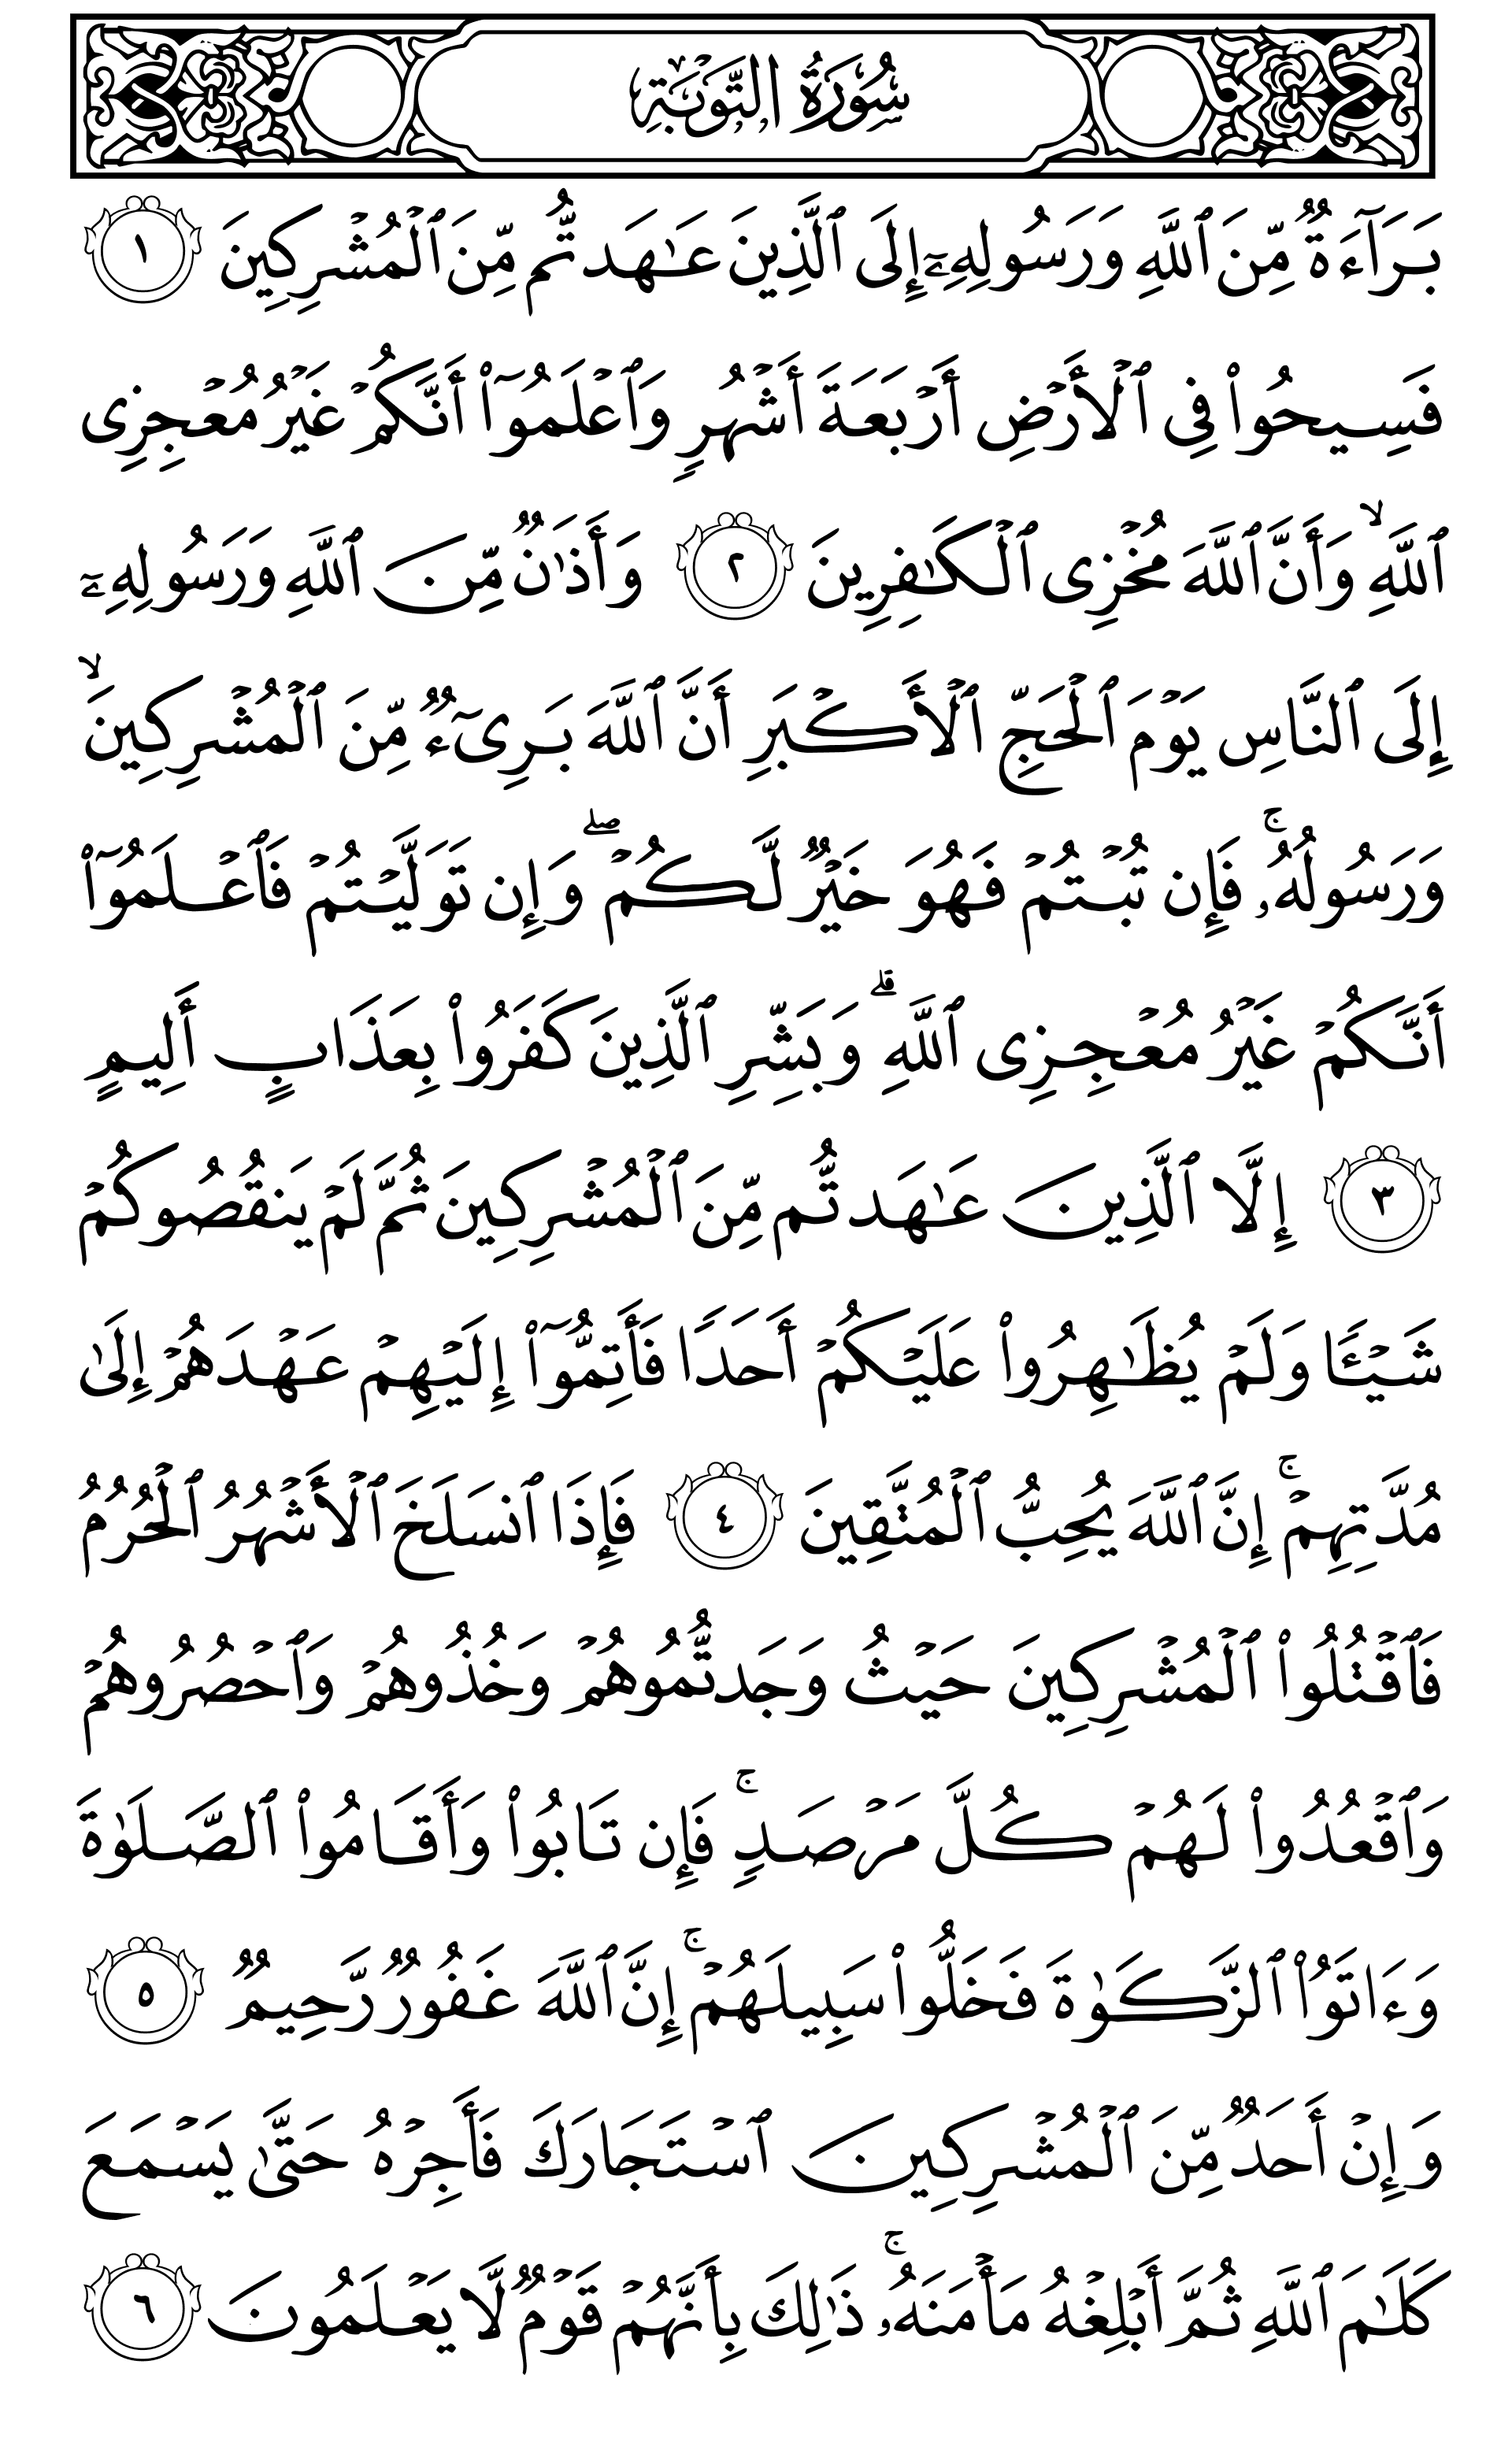 سُورَةُ التَّوۡبَةِ
بَرَآءَةٞ مِّنَ ٱللَّهِ وَرَسُولِهِۦٓ إِلَى ٱلَّذِينَ عَٰهَدتُّم مِّنَ ٱلۡمُشۡرِكِينَ ١
فَسِيحُواْ فِي ٱلۡأَرۡضِ أَرۡبَعَةَ أَشۡهُرٖ وَٱعۡلَمُوٓاْ أَنَّكُمۡ غَيۡرُ مُعۡجِزِي
ٱللَّهِ ۙ وَأَنَّ ٱللَّهَ مُخۡزِي ٱلۡكَٰفِرِينَ ٢ وَأَذَٰنٞ مِّنَ ٱللَّهِ وَرَسُولِهِۦٓ
إِلَى ٱلنَّاسِ يَوۡمَ ٱلۡحَجِّ ٱلۡأَكۡبَرِ أَنَّ ٱللَّهَ بَرِيٓءٞ مِّنَ ٱلۡمُشۡرِكِينَ ۙ
وَرَسُولُهُۥۚ فَإِن تُبۡتُمۡ فَهُوَ خَيۡرٞ لَّكُمۡۖ وَإِن تَوَلَّيۡتُمۡ فَٱعۡلَمُوٓاْ
أَنَّكُمۡ غَيۡرُ مُعۡجِزِي ٱللَّهِۗ وَبَشِّرِ ٱلَّذِينَ كَفَرُواْ بِعَذَابٍ أَلِيمٍ
٣ إِلَّا ٱلَّذِينَ عَٰهَدتُّم مِّنَ ٱلۡمُشۡرِكِينَ ثُمَّ لَمۡ يَنقُصُوكُمۡ
شَيۡـٔٗا وَلَمۡ يُظَٰهِرُواْ عَلَيۡكُمۡ أَحَدٗا فَأَتِمُّوٓاْ إِلَيۡهِمۡ عَهۡدَهُمۡ إِلَىٰ
مُدَّتِهِمۡۚ إِنَّ ٱللَّهَ يُحِبُّ ٱلۡمُتَّقِينَ ٤ فَإِذَا ٱنسَلَخَ ٱلۡأَشۡهُرُ ٱلۡحُرُمُ
فَٱقۡتُلُواْ ٱلۡمُشۡرِكِينَ حَيۡثُ وَجَدتُّمُوهُمۡ وَخُذُوهُمۡ وَٱحۡصُرُوهُمۡ
وَٱقۡعُدُواْ لَهُمۡ كُلَّ مَرۡصَدٖۚ فَإِن تَابُواْ وَأَقَامُواْ ٱلصَّلَوٰةَ
وَءَاتَوُاْ ٱلزَّكَوٰةَ فَخَلُّواْ سَبِيلَهُمۡۚ إِنَّ ٱللَّهَ غَفُورٞ رَّحِيمٞ ٥
وَإِنۡ أَحَدٞ مِّنَ ٱلۡمُشۡرِكِينَ ٱسۡتَجَارَكَ فَأَجِرۡهُ حَتَّىٰ يَسۡمَعَ
كَلَٰمَ ٱللَّهِ ثُمَّ أَبۡلِغۡهُ مَأۡمَنَهُۥۚ ذَٰلِكَ بِأَنَّهُمۡ قَوۡمٞ لَّا يَعۡلَمُونَ ٦